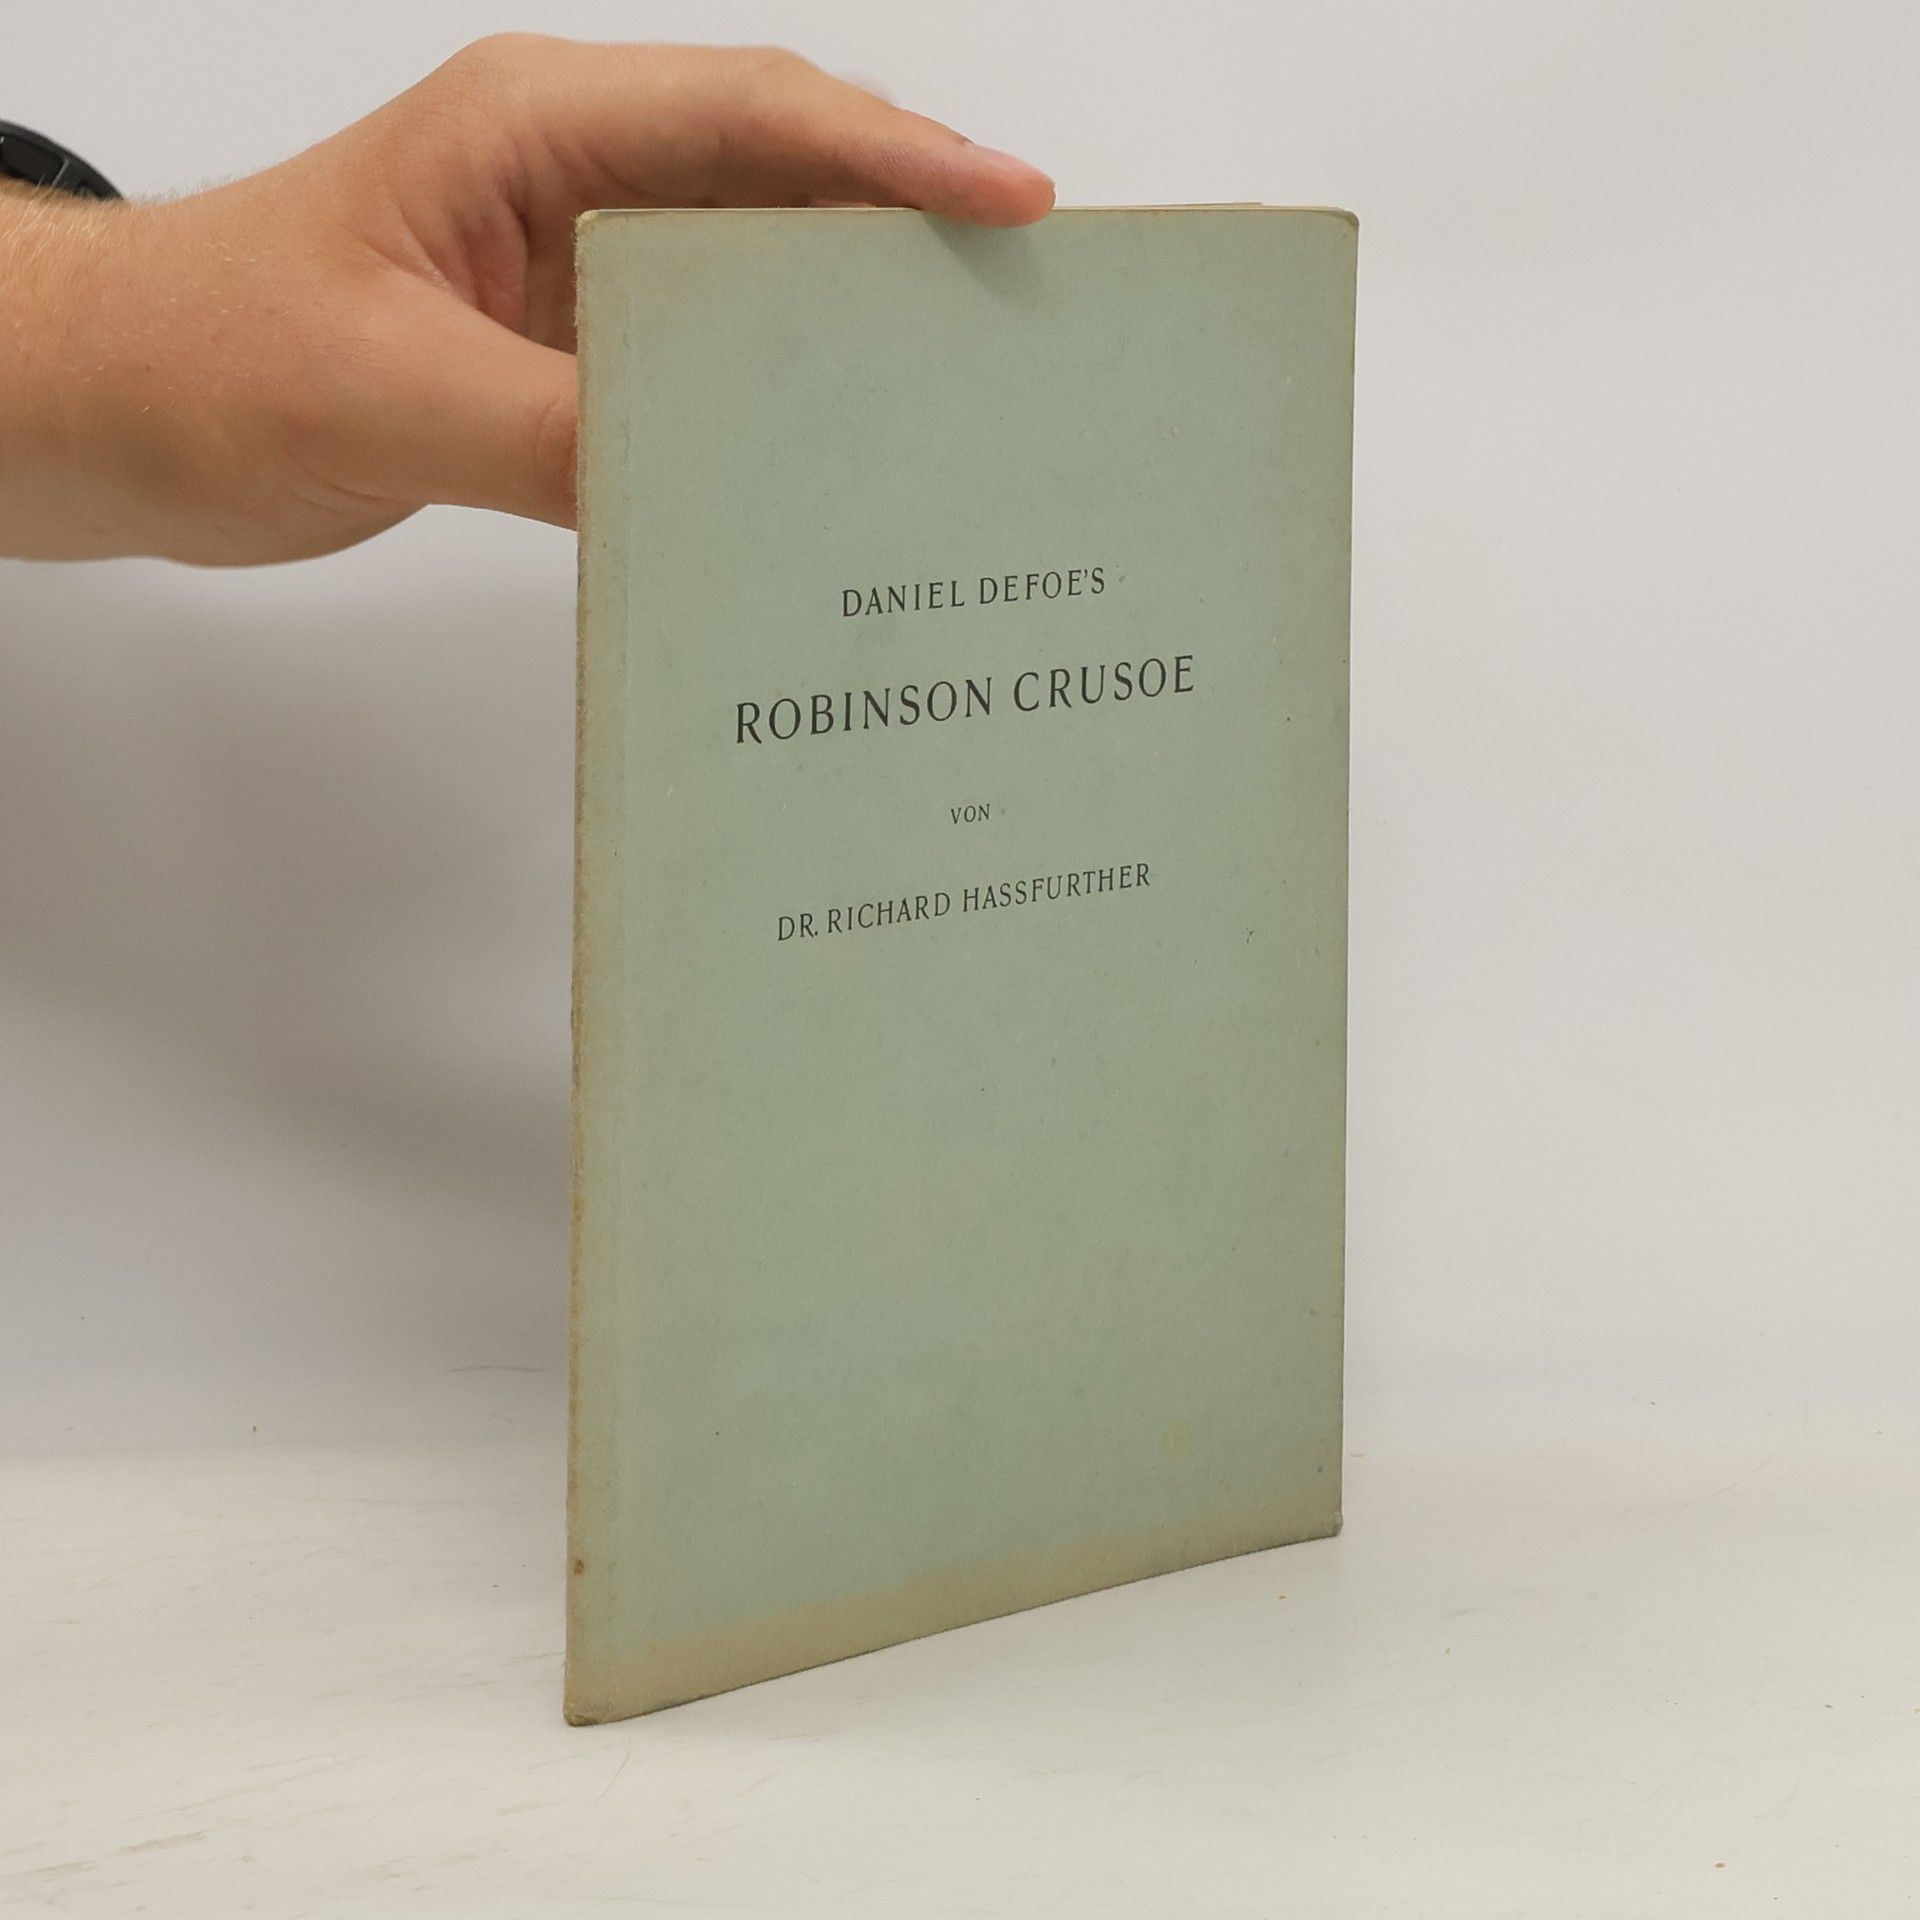 DANIEL DEFOE'S
ROBINSON CRUSOE
VON
DR. RICHARD HASSFURTHER